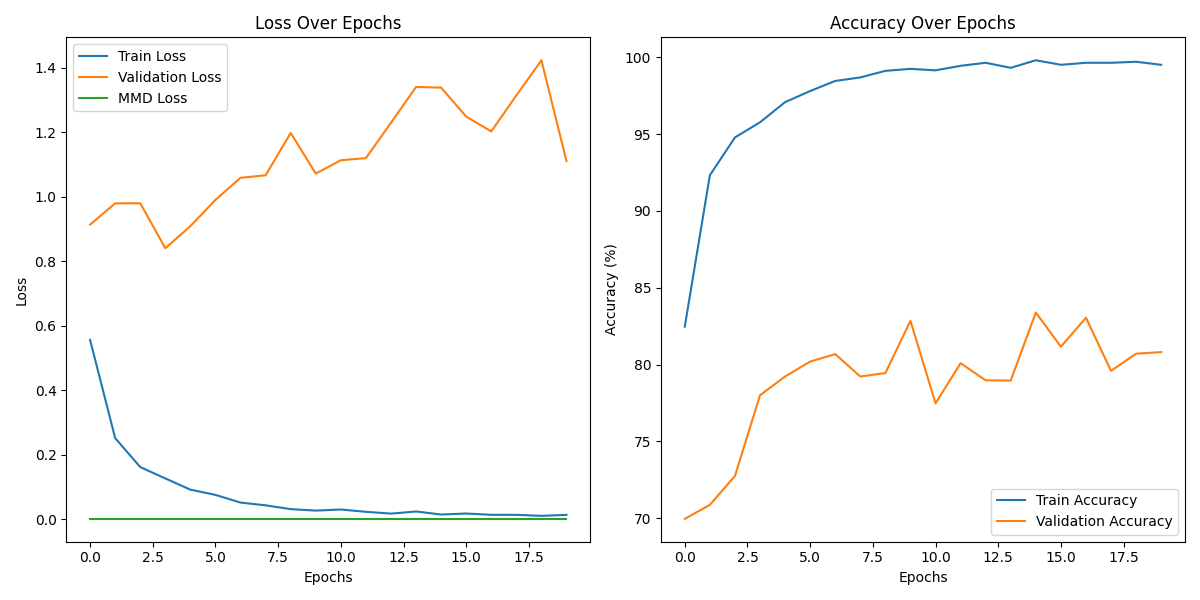 Loss Over Epochs
Train Loss
Validation Loss
MMD Loss
1.4
1.2
1.0
0.8
0.6
0.4
0.2
0.0
Loss
0.0 2.5 5.0 7.5 10.0 12.5 15.0 17.5
Epochs
Accuracy Over Epochs
100
95
90
85
80
75
70
Accuracy (%)
Train Accuracy
Validation Accuracy
0.0 2.5 5.0 7.5 10.0 12.5 15.0 17.5
Epochs